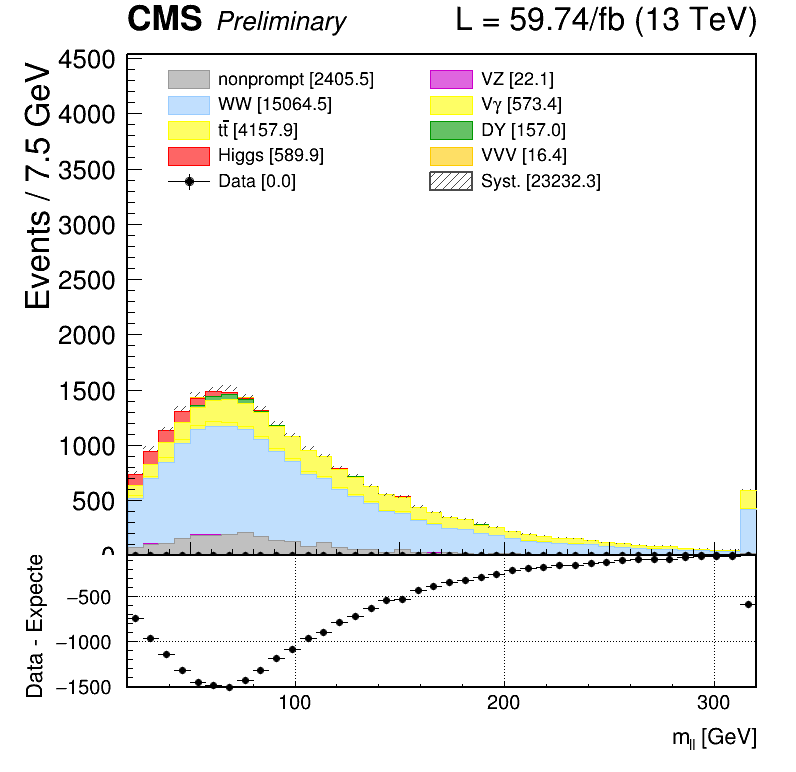 CMS Preliminary L = 59.74/fb (13 TeV)
Events / 7.5 GeV
4500
4000
3500
3000
2500
2000
1500
1000
500
0
nonprompt [2405.5]
WW [15064.5]
tt̄ [4157.9]
Higgs [589.9]
Data [0.0]
VZ [22.1]
Vγ [573.4]
DY [157.0]
VVV [16.4]
Syst. [23232.3]
Data - Expecte
−500
−1000
−1500
100 200 300
m_ll [GeV]